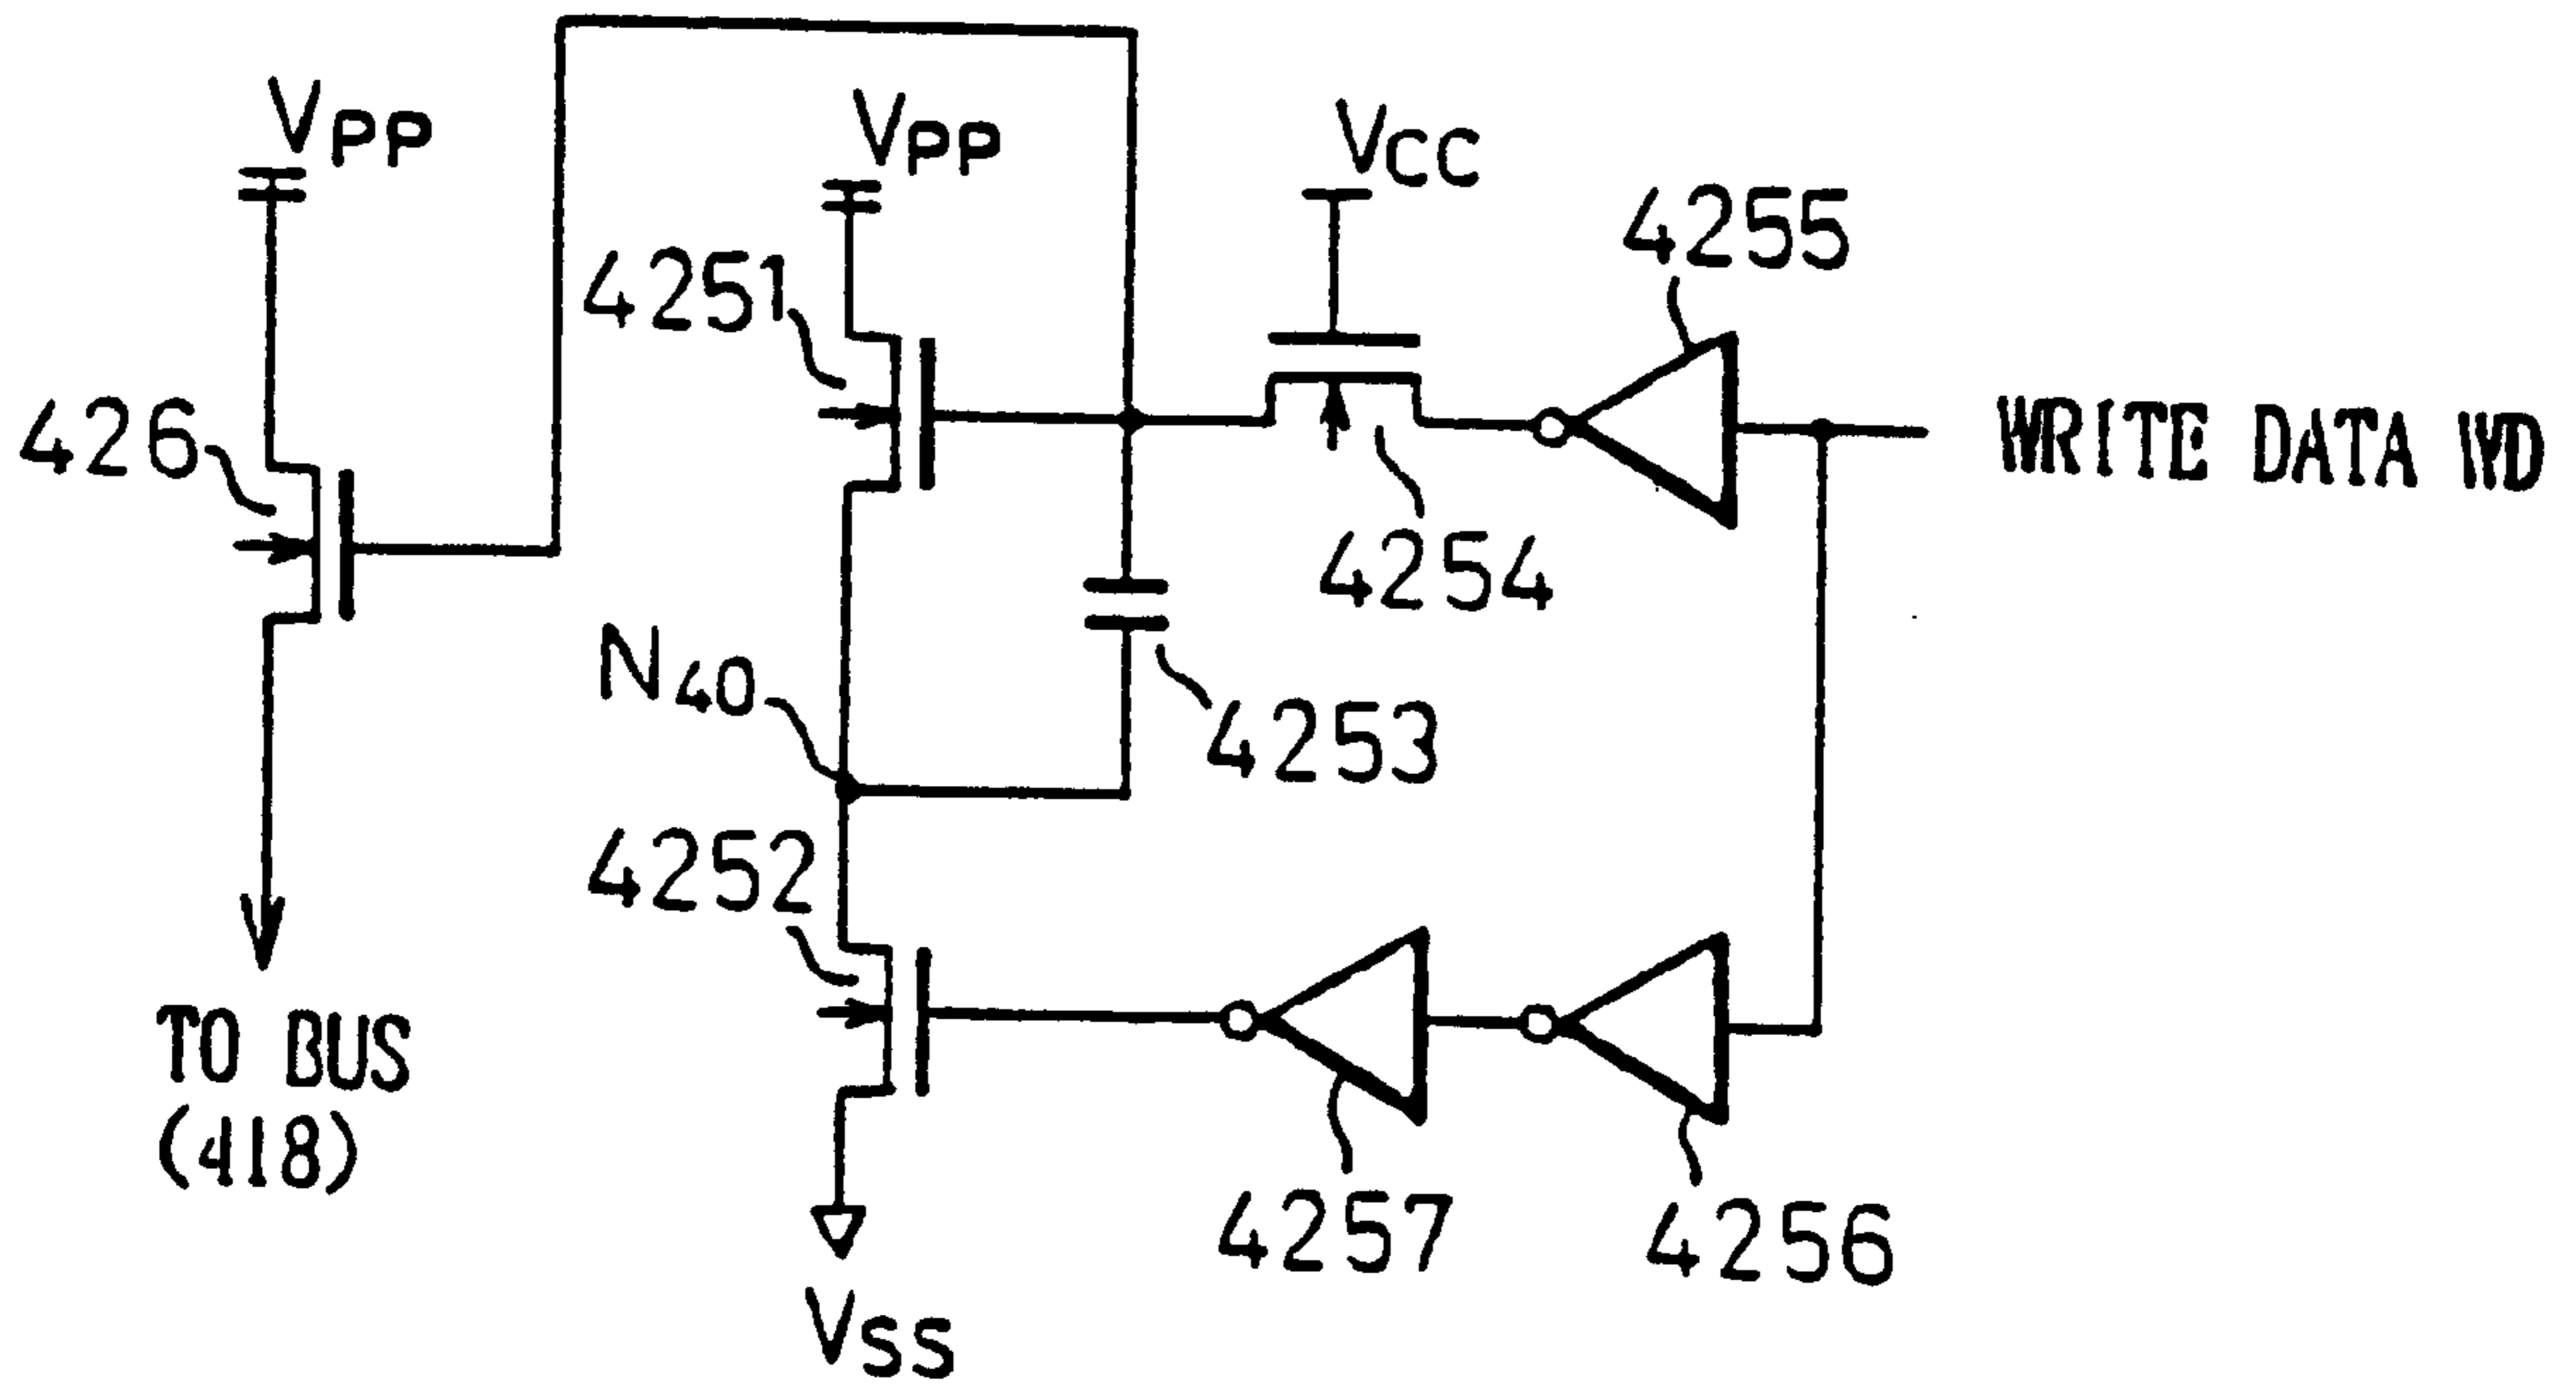 VPP
VPP
VCC
4255
4251
426
WRITE DATA WD
4254
N40
4253
4252
TO BUS
(418)
4257
4256
VSS